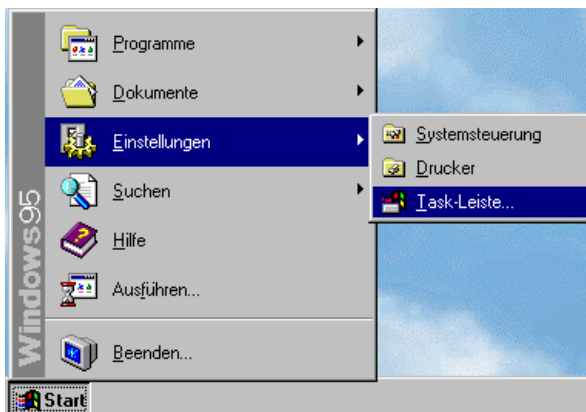 Programme
Dokumente
Einstellungen
Suchen
Hilfe
Ausführen...
Beenden...
Systemsteuerung
Drucker
Task-Leiste...
Windows95
Start